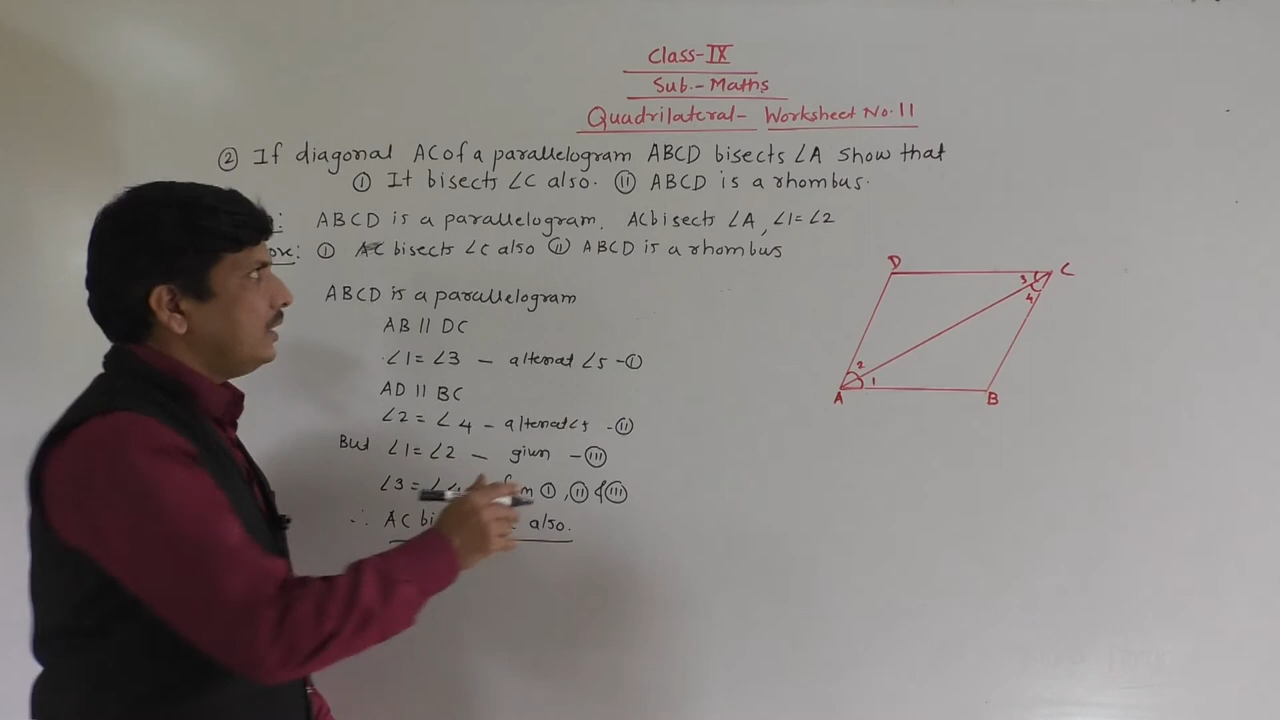 Class-IX
Sub.- Maths
Quadrilateral- Worksheet No. 11
② If diagonal AC of a parallelogram ABCD bisects ∠A show that
Ⓘ It bisects ∠C also. Ⓘⓘ ABCD is a rhombus.
ABCD is a parallelogram. AC bisects ∠A, ∠1=∠2
Ⓘ AC bisects ∠C also Ⓘⓘ ABCD is a rhombus
ABCD is a parallelogram
AB || DC
∠1=∠3 — alternat ∠s -Ⓘ
AD || BC
∠2=∠4 - alternat ∠s -Ⓘⓘ
But ∠1=∠2 — given -Ⓘⓘⓘ
∠3= Ⓘ, Ⓘⓘ & Ⓘⓘⓘ
∴ AC also.
D C
3
4
2
1
A B